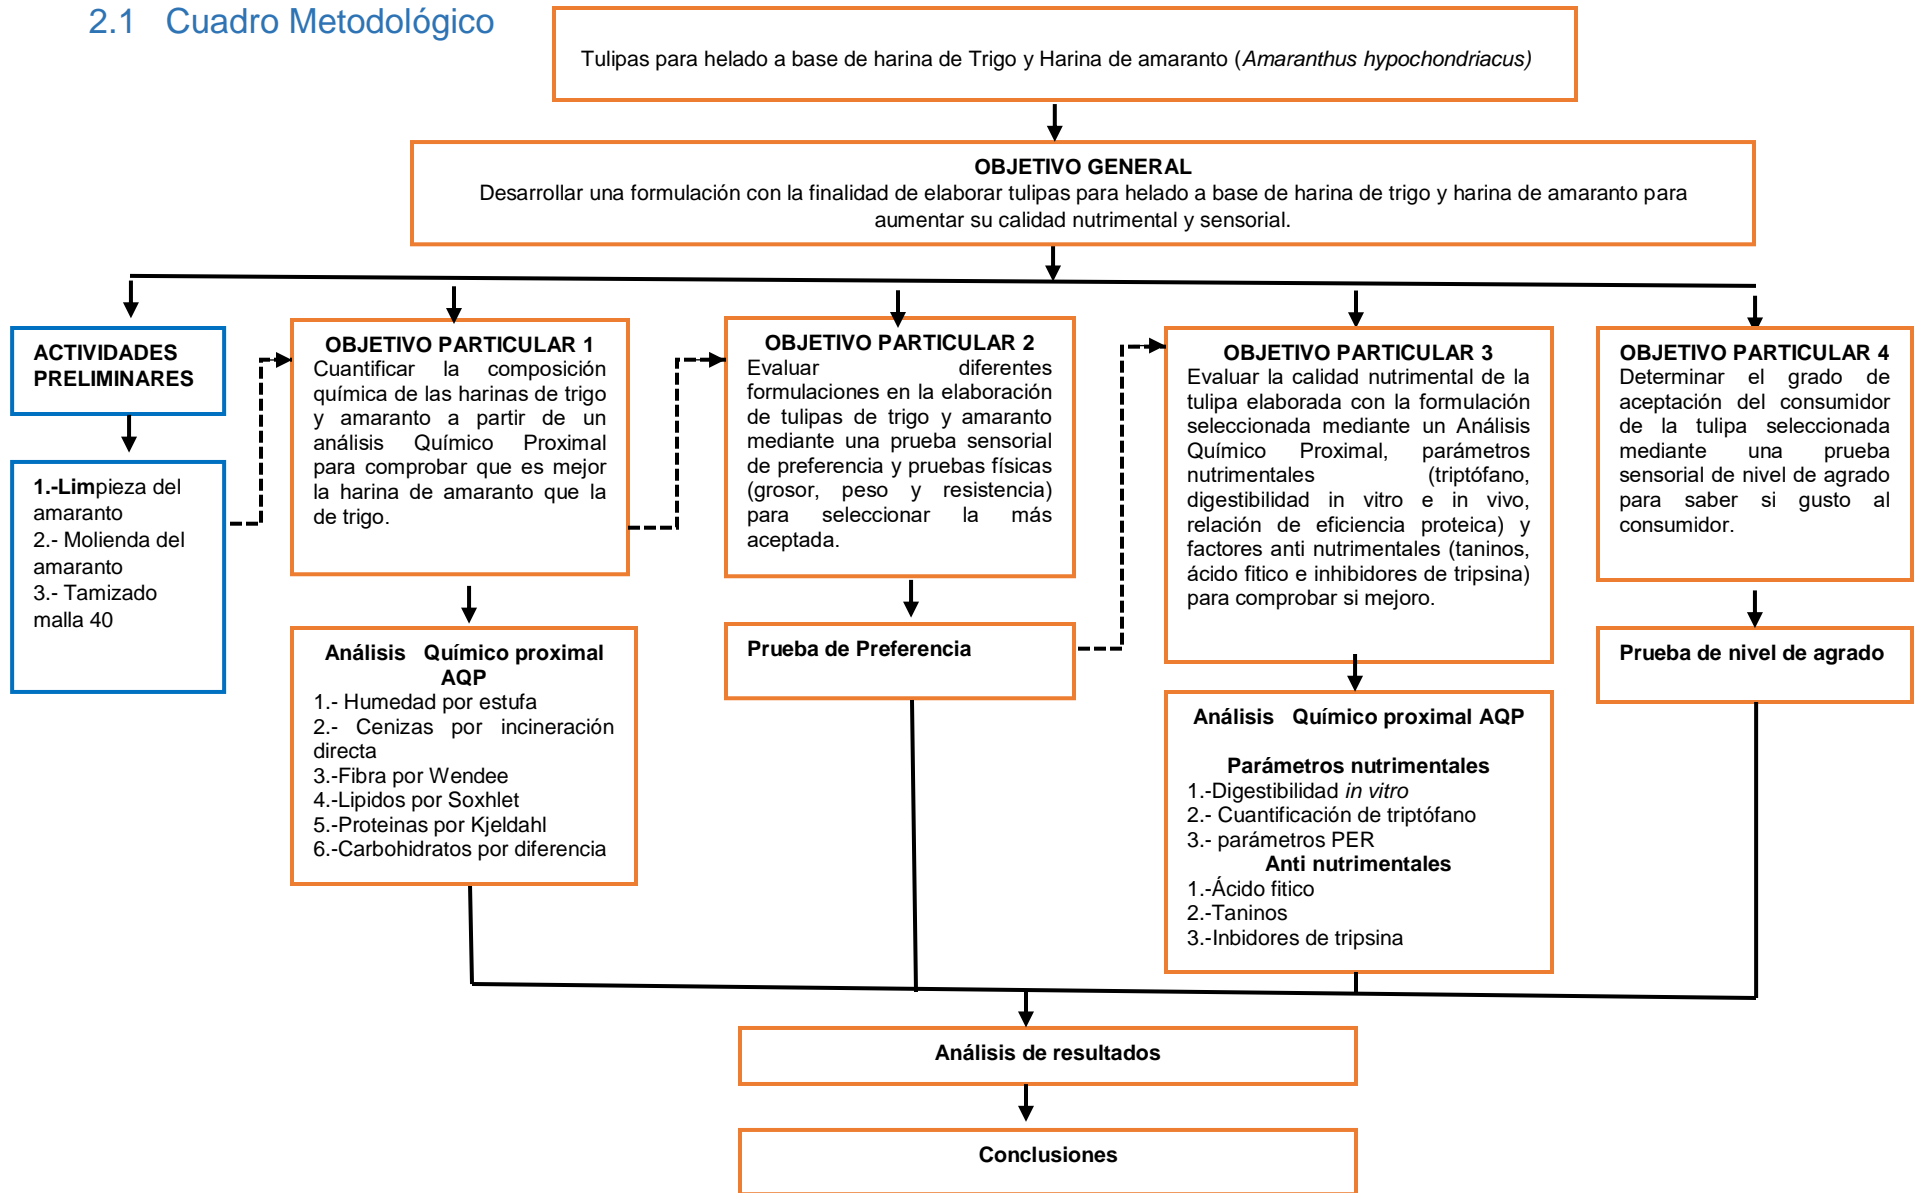 2.1 Cuadro Metodológico
Tulipas para helado a base de harina de Trigo y Harina de amaranto (Amaranthus hypochondriacus)
OBJETIVO GENERAL
Desarrollar una formulación con la finalidad de elaborar tulipas para helado a base de harina de trigo y harina de amaranto para
aumentar su calidad nutrimental y sensorial.
ACTIVIDADES
PRELIMINARES
1.-Limpieza del
amaranto
2.- Molienda del
amaranto
3.- Tamizado
malla 40
OBJETIVO PARTICULAR 1
Cuantificar la composición
química de las harinas de trigo
y amaranto a partir de un
análisis Químico Proximal
para comprobar que es mejor
la harina de amaranto que la
de trigo.
Análisis Químico proximal
AQP
1.- Humedad por estufa
2.- Cenizas por incineración
directa
3.-Fibra por Wendee
4.-Lipidos por Soxhlet
5.-Proteinas por Kjeldahl
6.-Carbohidratos por diferencia
OBJETIVO PARTICULAR 2
Evaluar diferentes
formulaciones en la elaboración
de tulipas de trigo y amaranto
mediante una prueba sensorial
de preferencia y pruebas físicas
(grosor, peso y resistencia)
para seleccionar la más
aceptada.
Prueba de Preferencia
OBJETIVO PARTICULAR 3
Evaluar la calidad nutrimental de la
tulipa elaborada con la formulación
seleccionada mediante un Análisis
Químico Proximal, parámetros
nutrimentales (triptófano,
digestibilidad in vitro e in vivo,
relación de eficiencia proteica) y
factores anti nutrimentales (taninos,
ácido fitico e inhibidores de tripsina)
para comprobar si mejoro.
Análisis Químico proximal AQP
Parámetros nutrimentales
1.-Digestibilidad in vitro
2.- Cuantificación de triptófano
3.- parámetros PER
Anti nutrimentales
1.-Ácido fitico
2.-Taninos
3.-Inbidores de tripsina
OBJETIVO PARTICULAR 4
Determinar el grado de
aceptación del consumidor
de la tulipa seleccionada
mediante una prueba
sensorial de nivel de agrado
para saber si gusto al
consumidor.
Prueba de nivel de agrado
Análisis de resultados
Conclusiones